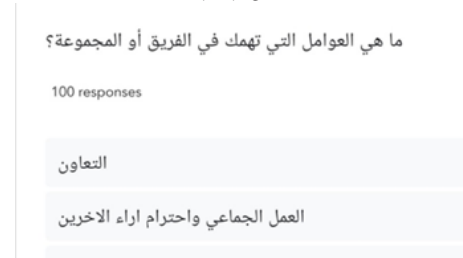 ما هي العوامل التي تهمك في الفريق أو المجموعة؟
100 responses
التعاون
العمل الجماعي واحترام اراء الاخرين